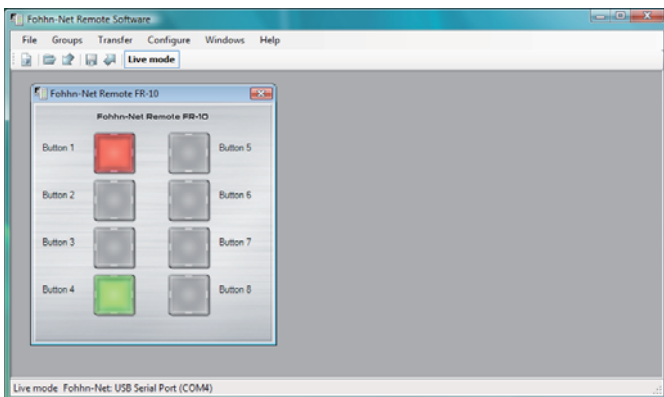 Fohhn-Net Remote Software
File Groups Transfer Configure Windows Help
Live mode
Fohhn-Net Remote FR-10
Fohhn-Net Remote FR-10
Button 1 Button 5
Button 2 Button 6
Button 3 Button 7
Button 4 Button 8
Live mode Fohhn-Net: USB Serial Port (COM4)